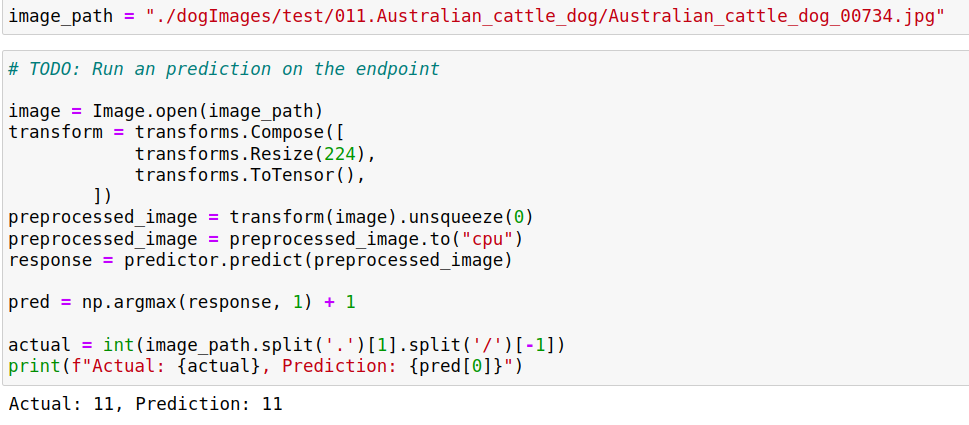 image_path = "./dogImages/test/011.Australian_cattle_dog/Australian_cattle_dog_00734.jpg"
# TODO: Run an prediction on the endpoint
image = Image.open(image_path)
transform = transforms.Compose([
            transforms.Resize(224),
            transforms.ToTensor(),
        ])
preprocessed_image = transform(image).unsqueeze(0)
preprocessed_image = preprocessed_image.to("cpu")
response = predictor.predict(preprocessed_image)
pred = np.argmax(response, 1) + 1
actual = int(image_path.split('.')[1].split('/')[-1])
print(f"Actual: {actual}, Prediction: {pred[0]}")
Actual: 11, Prediction: 11